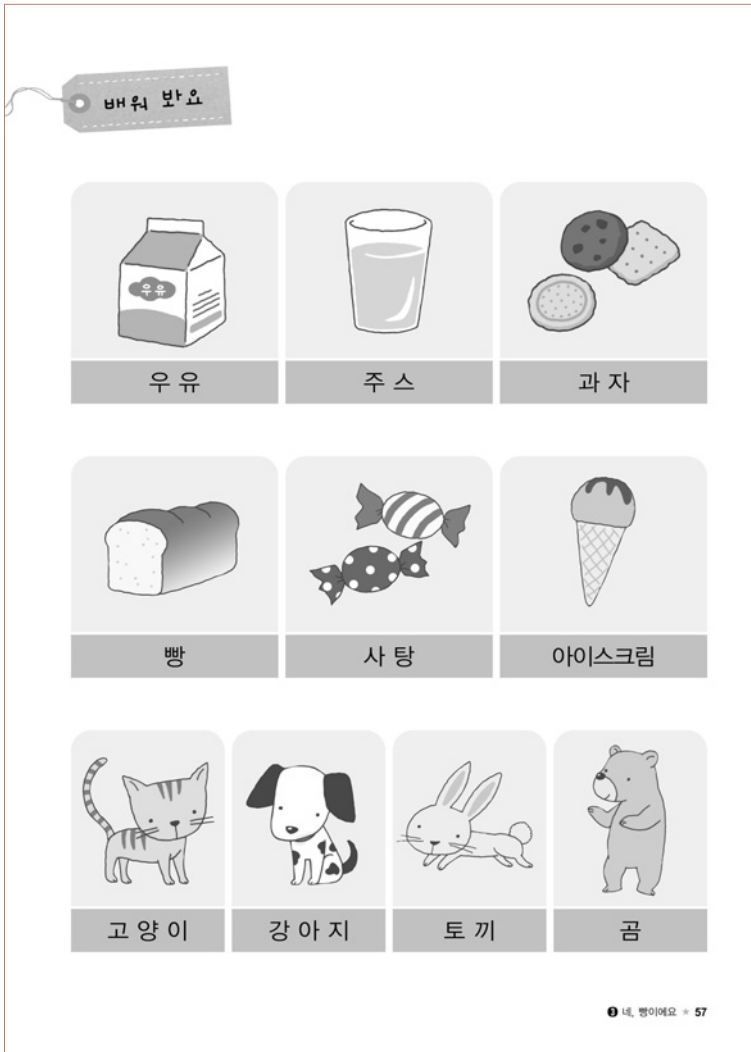 배워 봐요
우유
우 유
주 스
과 자
빵
사 탕
아이스크림
고 양 이
강 아 지
토 끼
곰
❸ 네, 빵이에요 ★ 57